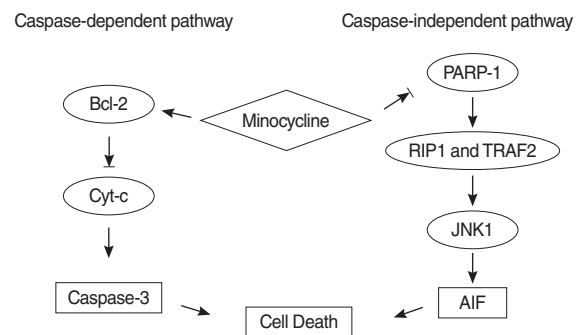 Caspase-dependent pathway
Caspase-independent pathway
PARP-1
Bcl-2
Minocycline
RIP1 and TRAF2
Cyt-c
JNK1
Caspase-3
AIF
Cell Death